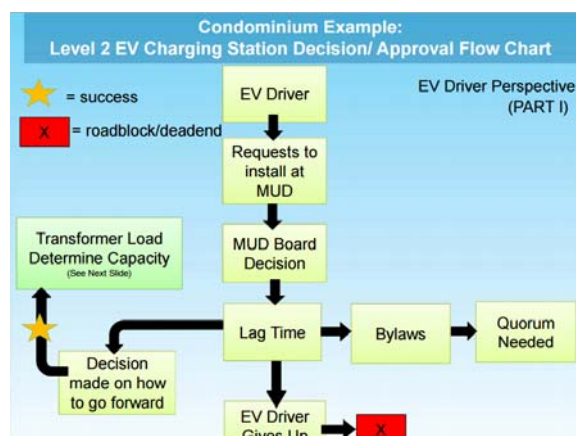 Condominium Example:
Level 2 EV Charging Station Decision/ Approval Flow Chart
= success
X
= roadblock/deadend
EV Driver Perspective
(PART I)
EV Driver
Requests to
install at
MUD
MUD Board
Decision
Transformer Load
Determine Capacity
(See Next Slide)
Lag Time
Bylaws
Quorum
Needed
Decision
made on how
to go forward
EV Driver
Gives Up
X